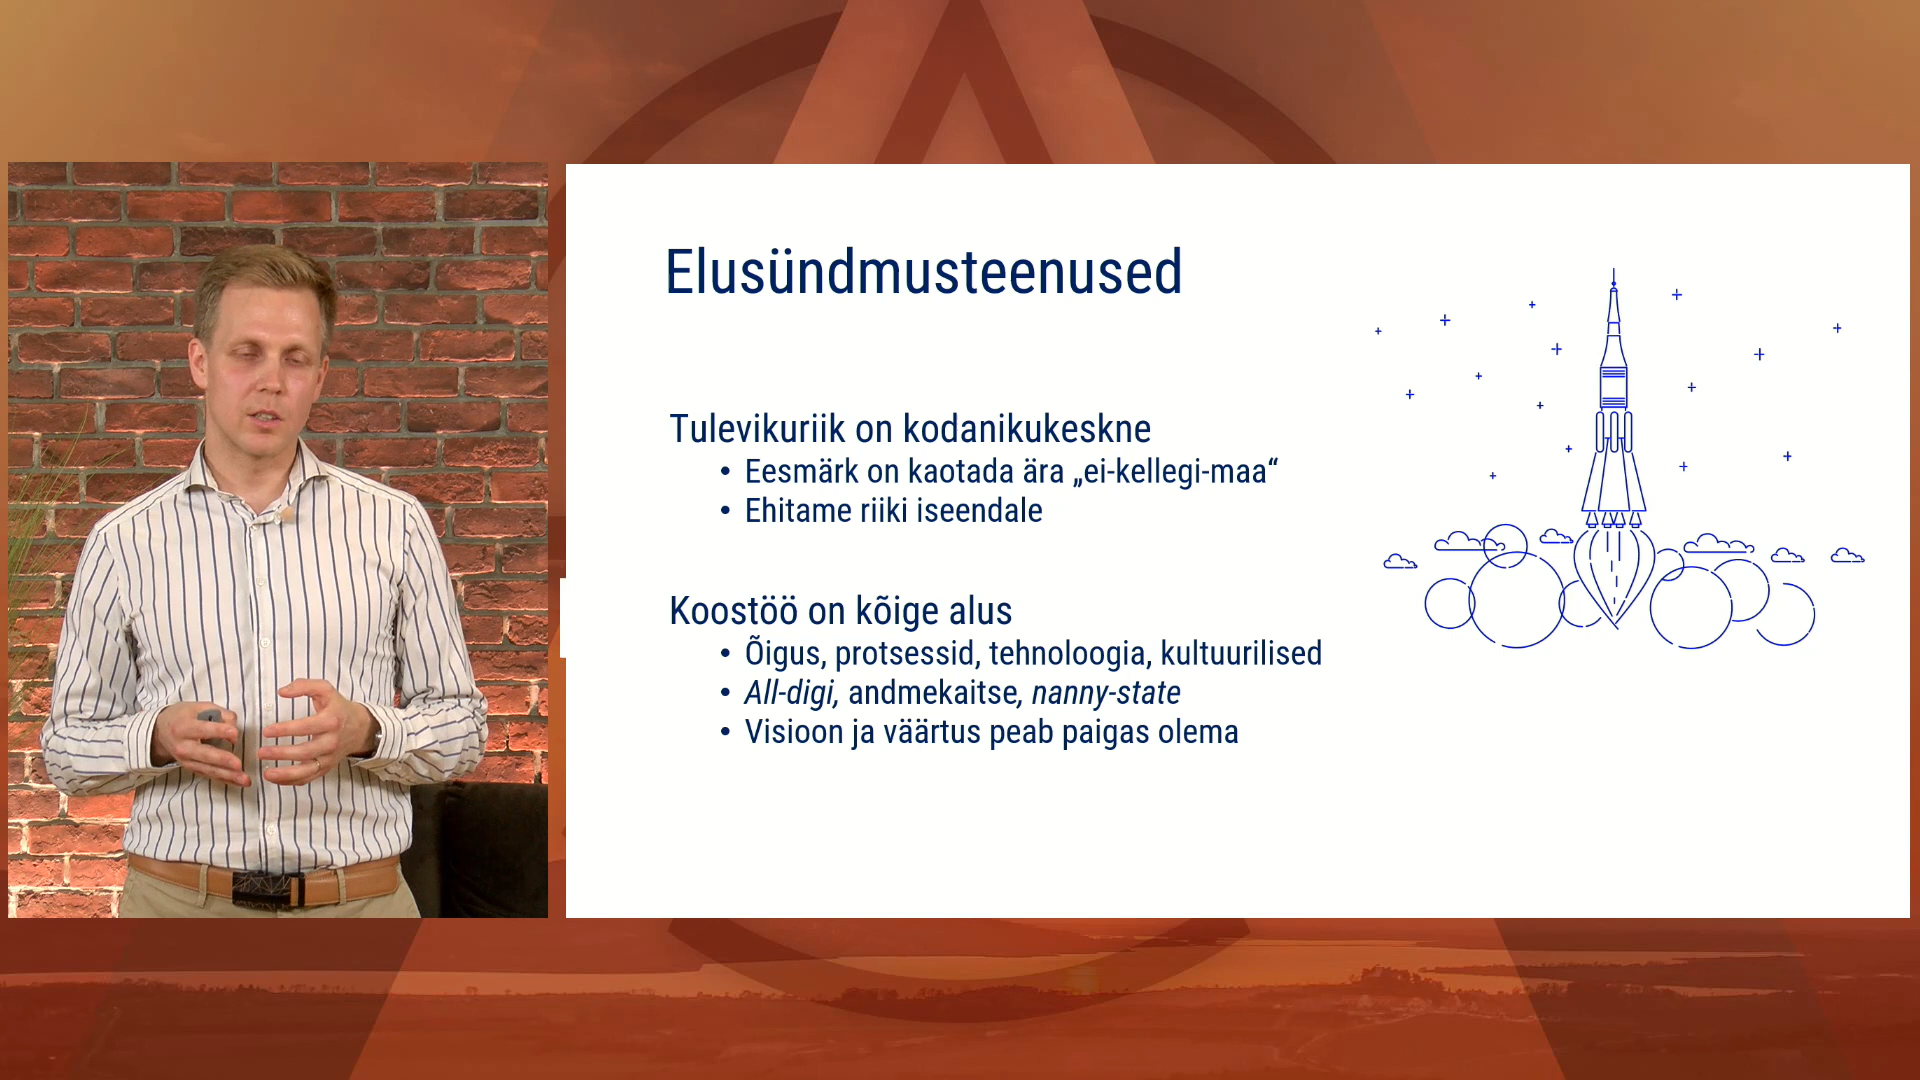 Elusündmusteenused
Tulevikuriik on kodanikukeskne
• Eesmärk on kaotada ära „ei-kellegi-maa“
• Ehitame riiki iseendale
Koostöö on kõige alus
• Õigus, protsessid, tehnoloogia, kultuurilised
• All-digi, andmekaitse, nanny-state
• Visioon ja väärtus peab paigas olema